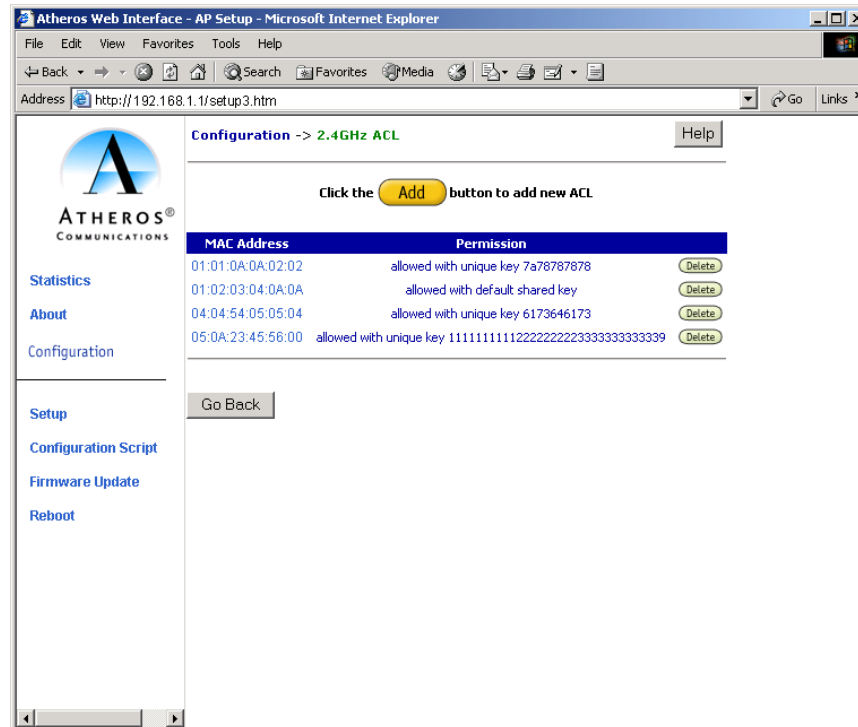 Atheros Web Interface - AP Setup - Microsoft Internet Explorer
File Edit View Favorites Tools Help
Back Search Favorites Media
Address http://192.168.1.1/setup3.htm Go Links
Configuration -> 2.4GHz ACL Help
Click the Add button to add new ACL
ATHEROS®
COMMUNICATIONS
MAC Address Permission
01:01:0A:0A:02:02 allowed with unique key 7a78787878 Delete
01:02:03:04:0A:0A allowed with default shared key Delete
04:04:54:05:05:04 allowed with unique key 6173646173 Delete
05:0A:23:45:56:00 allowed with unique key Delete
Go Back
Statistics
About
Configuration
Setup
Configuration Script
Firmware Update
Reboot